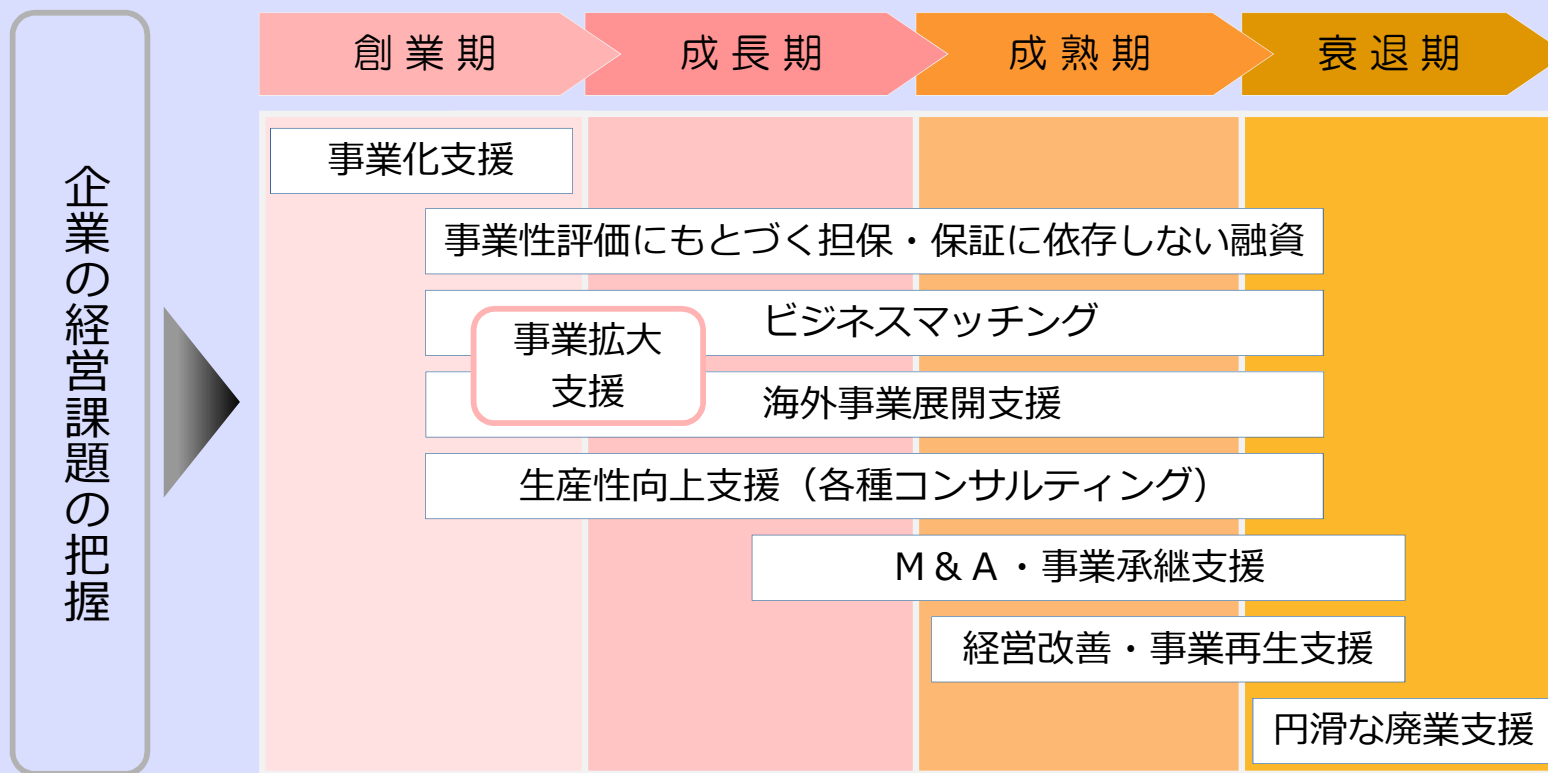 企業の経営課題の把握
創業期
成長期
成熟期
衰退期
事業化支援
事業性評価にもとづく担保・保証に依存しない融資
ビジネスマッチング
事業拡大
支援
海外事業展開支援
生産性向上支援（各種コンサルティング）
Ｍ＆Ａ・事業承継支援
経営改善・事業再生支援
円滑な廃業支援